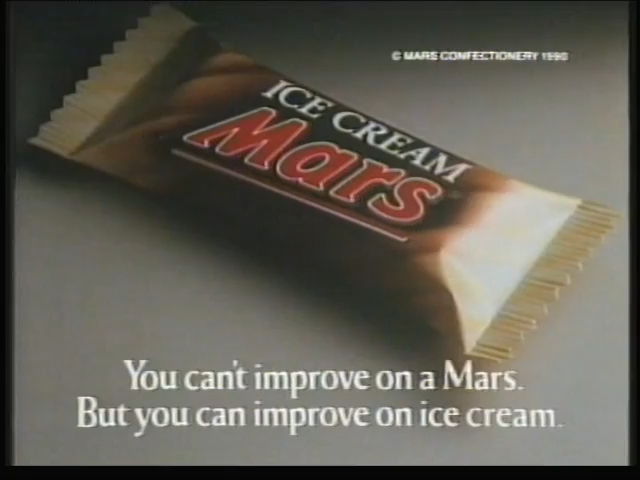 © MARS CONFECTIONERY 1990
ICE CREAM
Mars
You can't improve on a Mars.
But you can improve on ice cream.